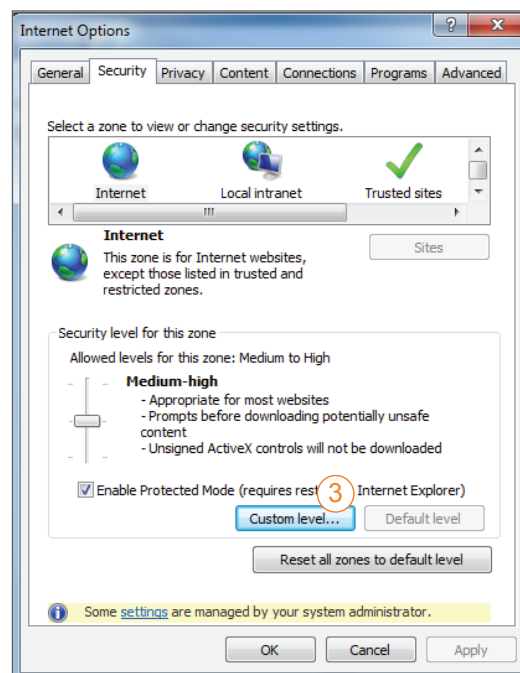 Internet Options
?
x
General Security Privacy Content Connections Programs Advanced
Select a zone to view or change security settings.
Internet Local intranet Trusted sites
Internet
Sites
This zone is for Internet websites,
except those listed in trusted and
restricted zones.
Security level for this zone
Allowed levels for this zone: Medium to High
Medium-high
- Appropriate for most websites
- Prompts before downloading potentially unsafe
content
- Unsigned ActiveX controls will not be downloaded
Enable Protected Mode (requires rest 3 Internet Explorer)
Custom level... Default level
Reset all zones to default level
Some settings are managed by your system administrator.
OK Cancel Apply